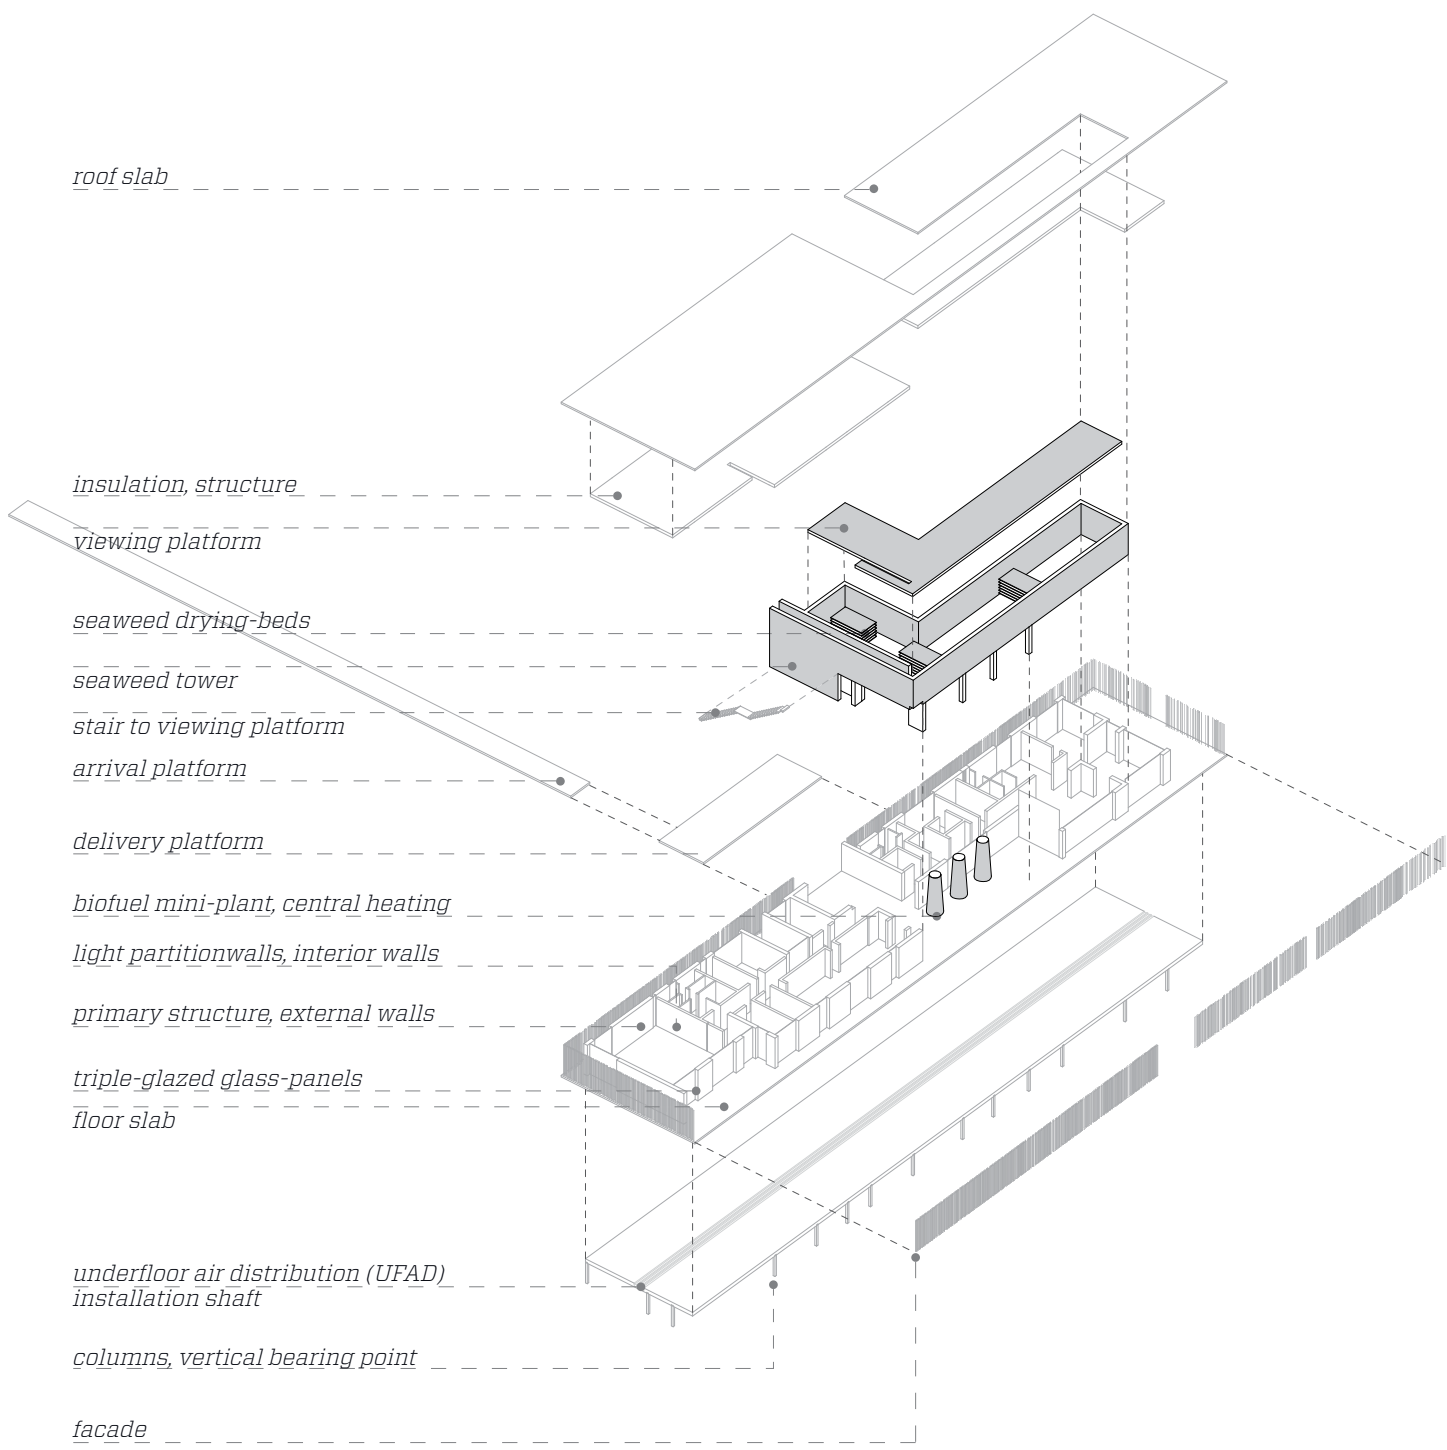 roof slab
insulation, structure
viewing platform
seaweed drying-beds
seaweed tower
stair to viewing platform
arrival platform
delivery platform
biofuel mini-plant, central heating
light partitionwalls, interior walls
primary structure, external walls
triple-glazed glass-panels
floor slab
underfloor air distribution (UFAD)
installation shaft
columns, vertical bearing point
facade